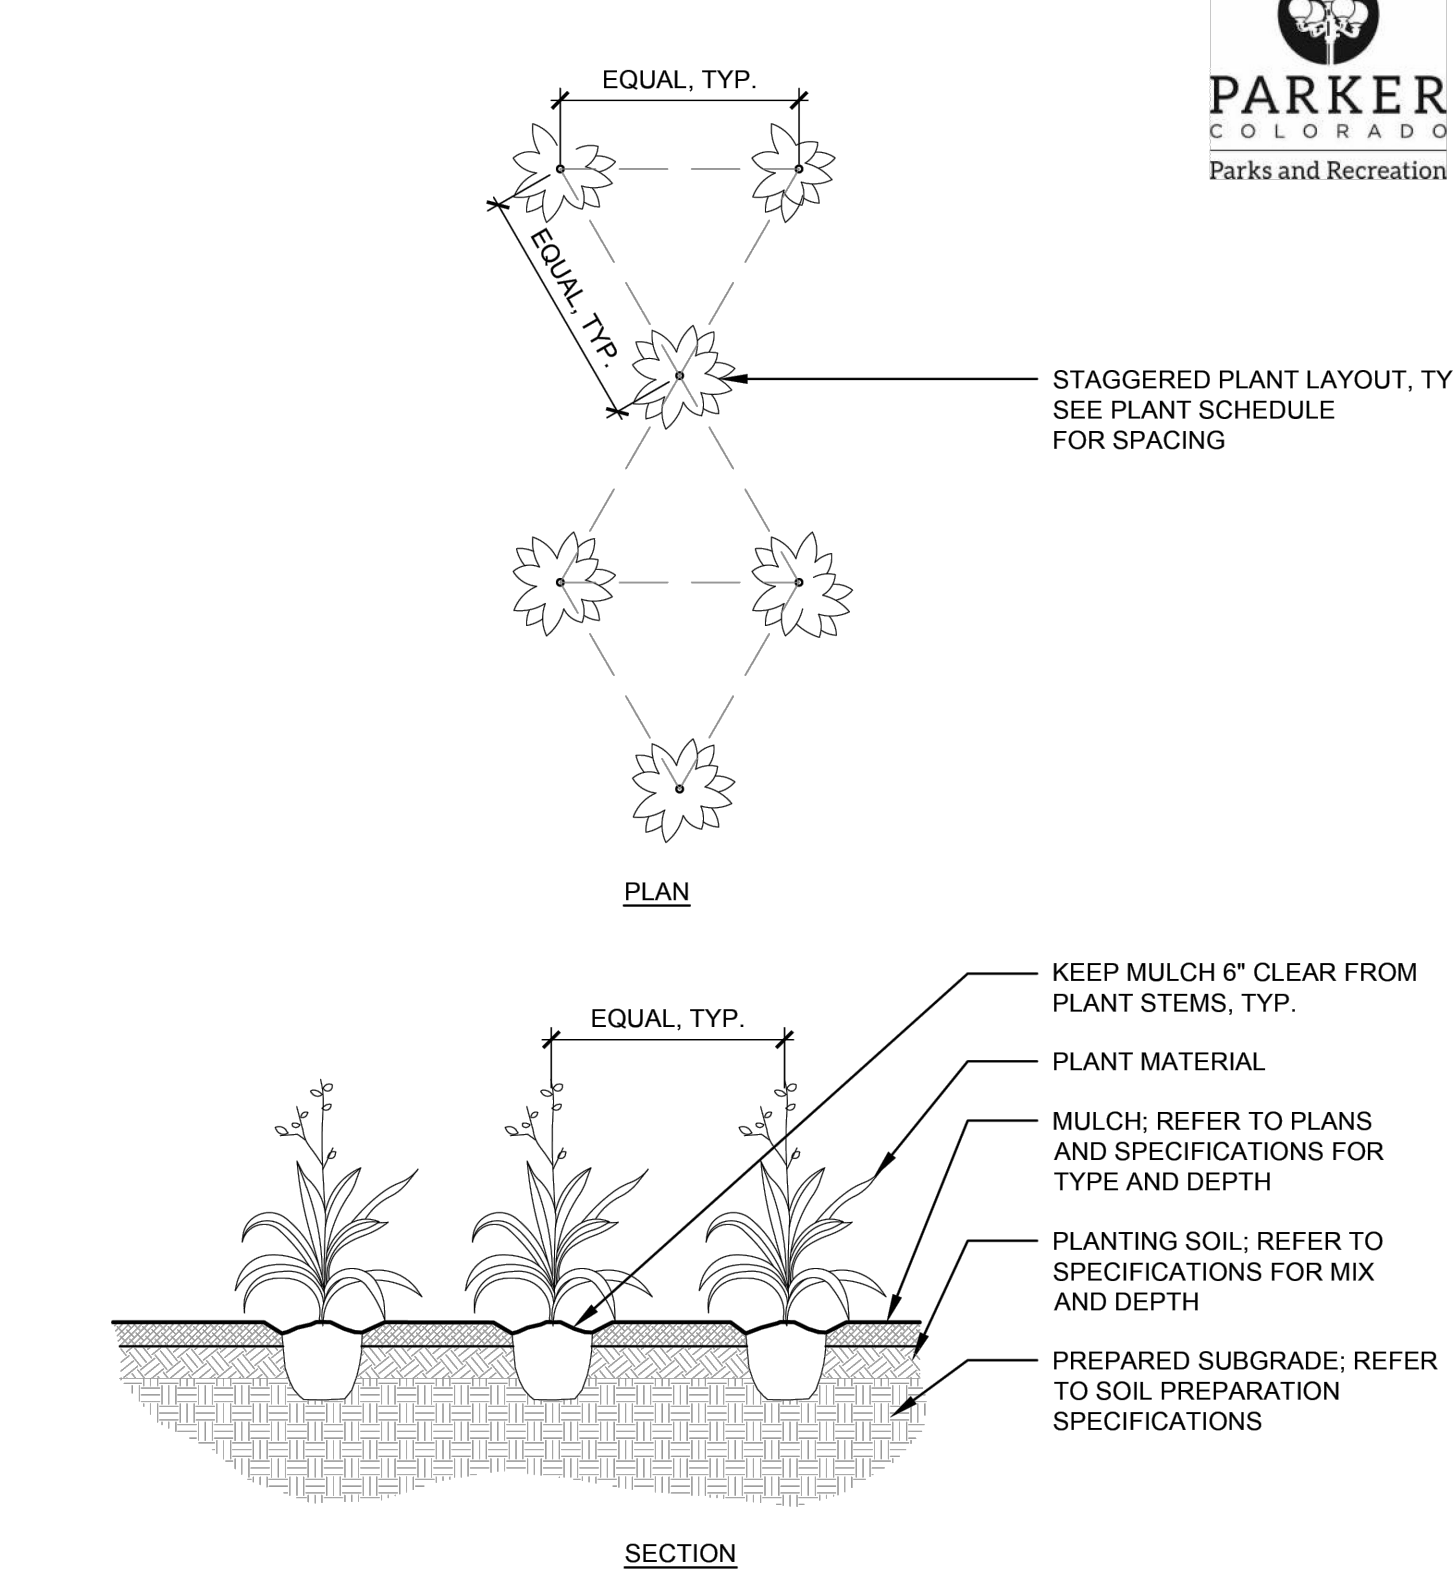 PARKER
COLORADO
Parks and Recreation
EQUAL, TYP.
EQUAL, TYP.
STAGGERED PLANT LAYOUT, TY
SEE PLANT SCHEDULE
FOR SPACING
PLAN
KEEP MULCH 6" CLEAR FROM
PLANT STEMS, TYP.
EQUAL, TYP.
PLANT MATERIAL
MULCH; REFER TO PLANS
AND SPECIFICATIONS FOR
TYPE AND DEPTH
PLANTING SOIL; REFER TO
SPECIFICATIONS FOR MIX
AND DEPTH
PREPARED SUBGRADE; REFER
TO SOIL PREPARATION
SPECIFICATIONS
SECTION